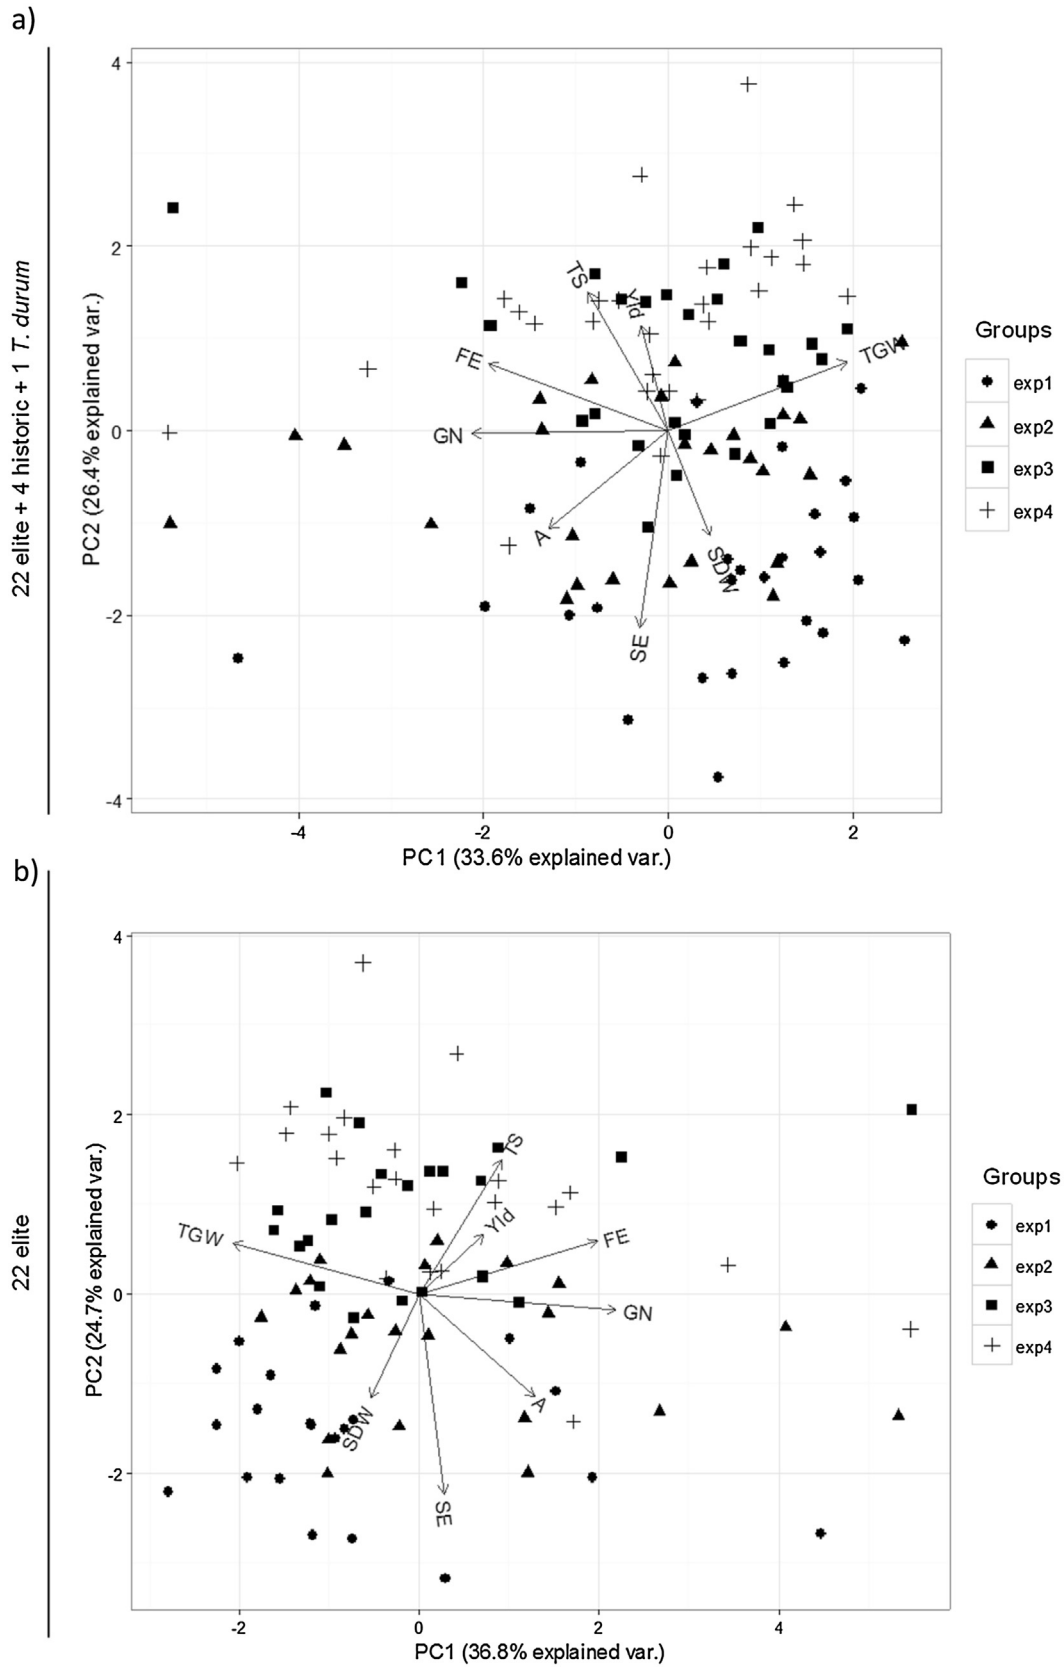 a)
22 elite + 4 historic + 1 T. durum
PC2 (26.4% explained var.)
4
2
0
-2
-4
TS
Yld
TGW
FE
GN
A
SDW
SE
-4
-2
0
2
PC1 (33.6% explained var.)
Groups
exp1
exp2
exp3
exp4
b)
22 elite
PC2 (24.7% explained var.)
4
2
0
-2
TS
Yld
TGW
FE
GN
A
SDW
SE
-2
0
2
4
PC1 (36.8% explained var.)
Groups
exp1
exp2
exp3
exp4